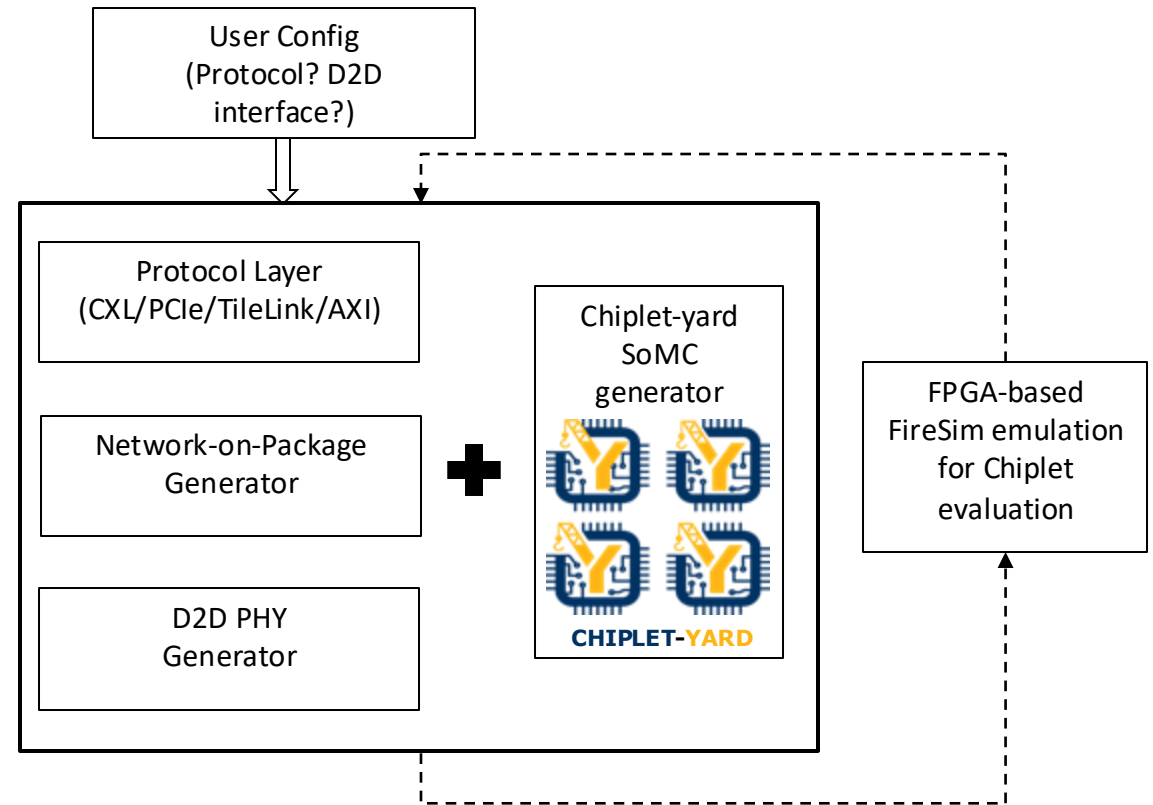 User Config
(Protocol? D2D
interface?)
Protocol Layer
(CXL/PCIe/TileLink/AXI)
Network-on-Package
Generator
D2D PHY
Generator
Chiplet-yard
SoMC
generator
CHIPLET-YARD
FPGA-based
FireSim emulation
for Chiplet
evaluation